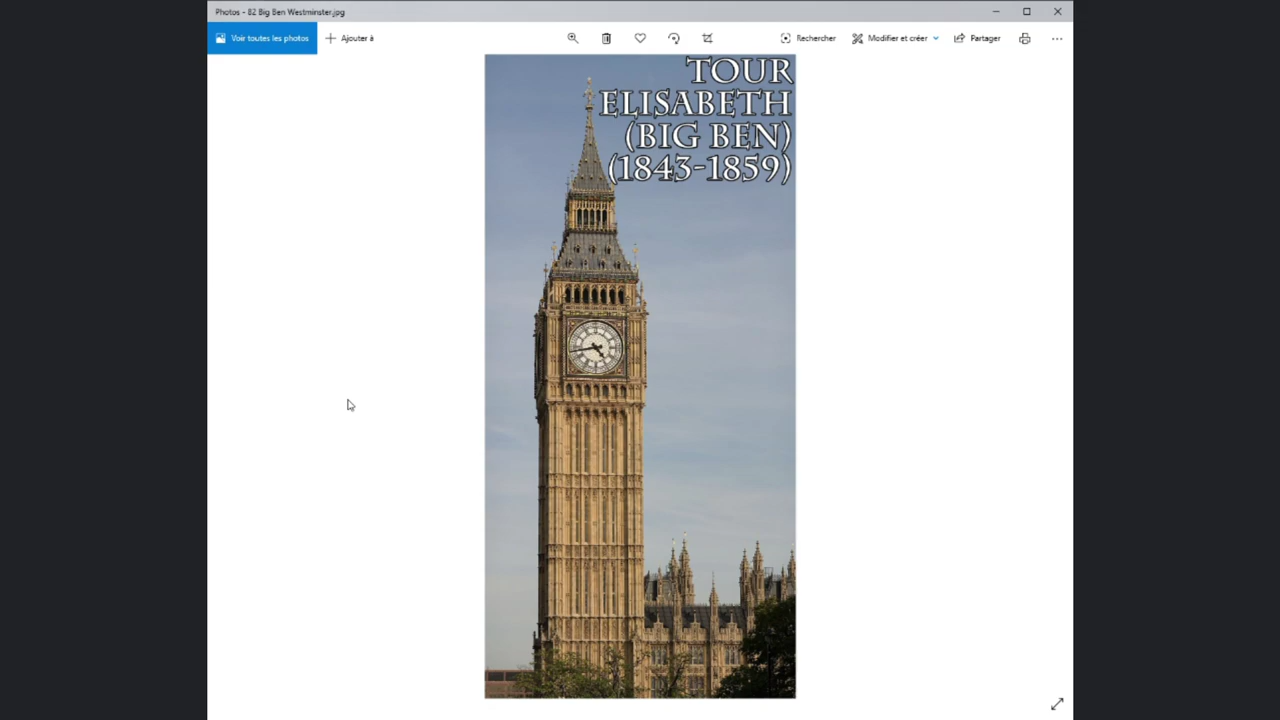 Photos - 82 Big Ben Westminster.jpg
Voir toutes les photos
Ajouter à
Rechercher
Modifier et créer
Partager
TOUR
ELISABETH
(BIG BEN)
(1843-1859)